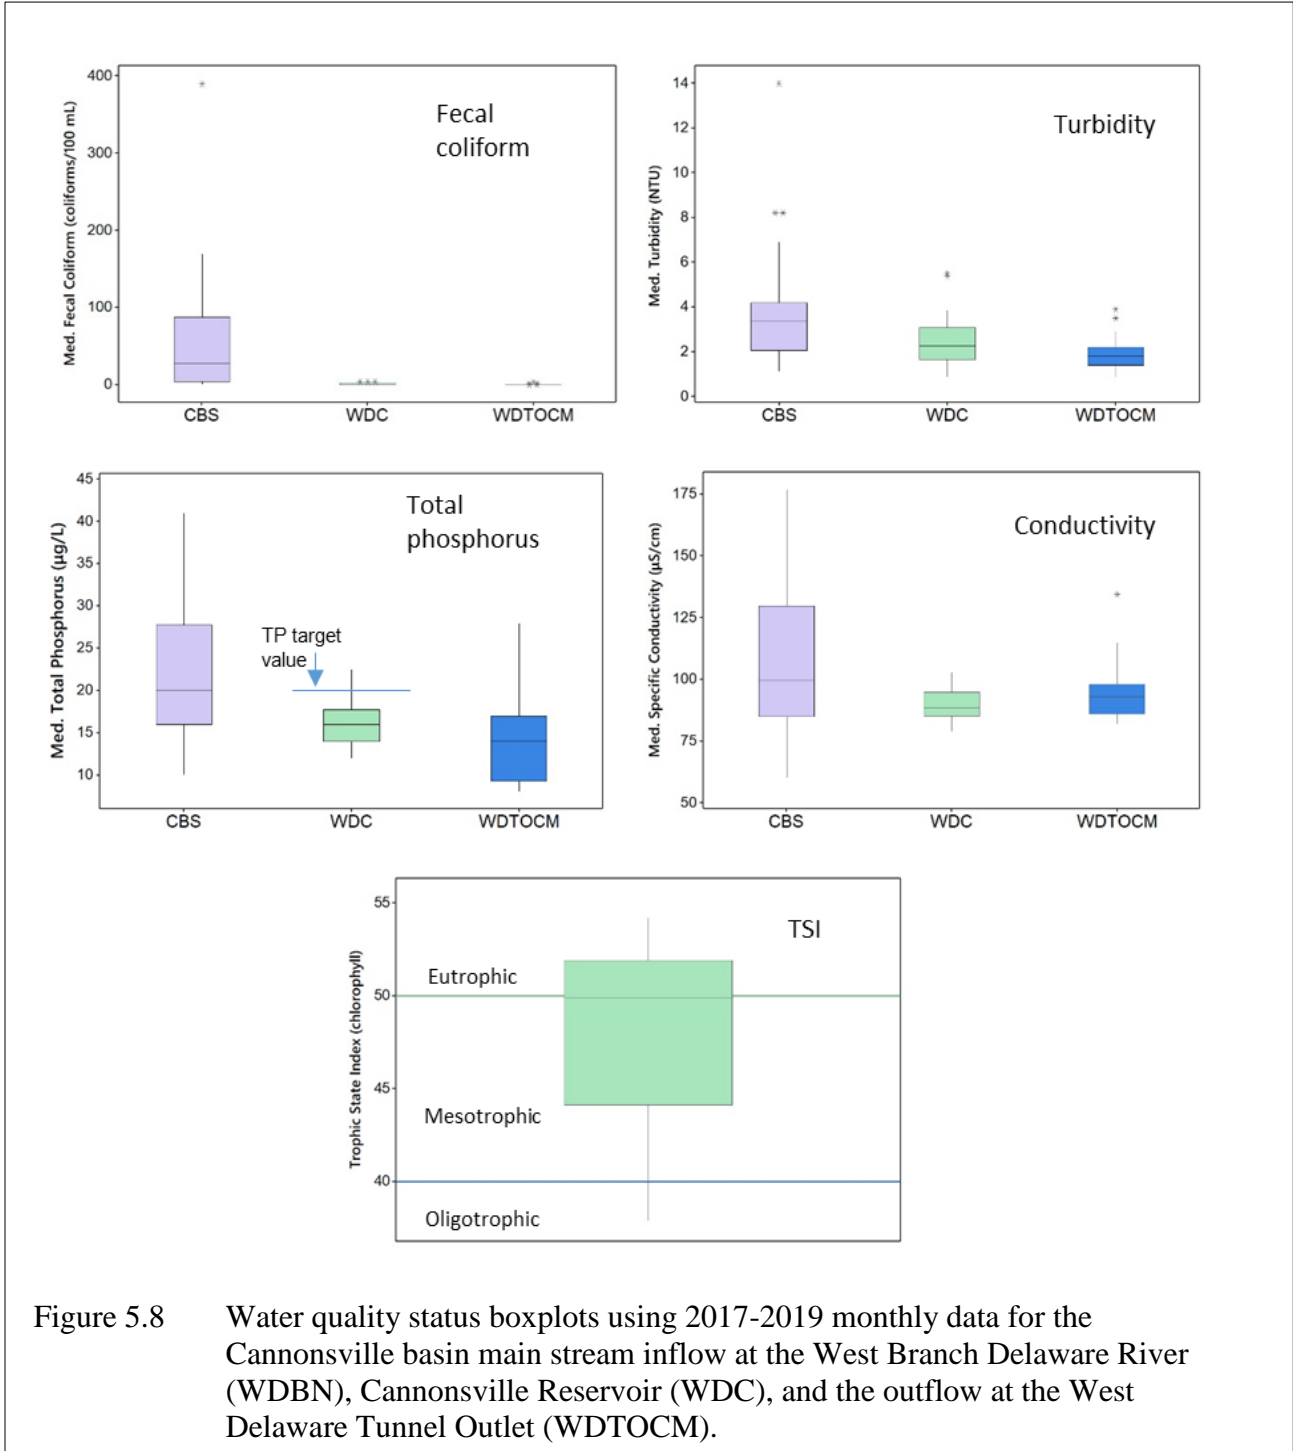 Fecal
coliform
Med. Fecal Coliform (coliforms/100 mL)
400
300
200
100
0
CBS WDC WDTOCM
Turbidity
Med. Turbidity (NTU)
14
12
10
8
6
4
2
0
CBS WDC WDTOCM
Total
phosphorus
Med. Total Phosphorus (µg/L)
45
40
35
30
25
20
15
10
TP target
value
CBS WDC WDTOCM
Conductivity
Med. Specific Conductivity (µS/cm)
175
150
125
100
75
50
CBS WDC WDTOCM
TSI
Trophic State Index (chlorophyll)
55
50
45
40
Eutrophic
Mesotrophic
Oligotrophic
Figure 5.8 Water quality status boxplots using 2017-2019 monthly data for the
Cannonsville basin main stream inflow at the West Branch Delaware River
(WDBN), Cannonsville Reservoir (WDC), and the outflow at the West
Delaware Tunnel Outlet (WDTOCM).